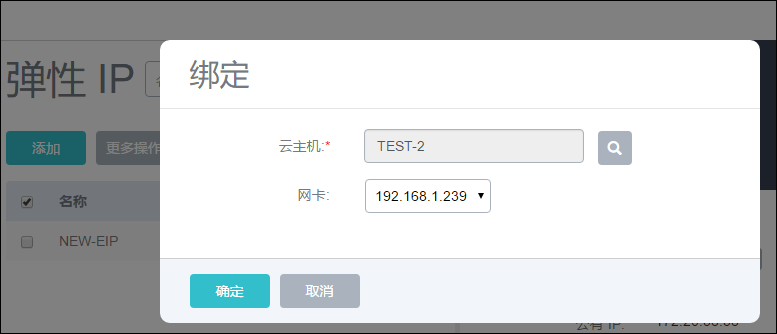 弹性 IP
绑定
添加
更多操作
云主机:*
TEST-2
名称
网卡:
192.168.1.239
NEW-EIP
确定
取消
公有 IP: